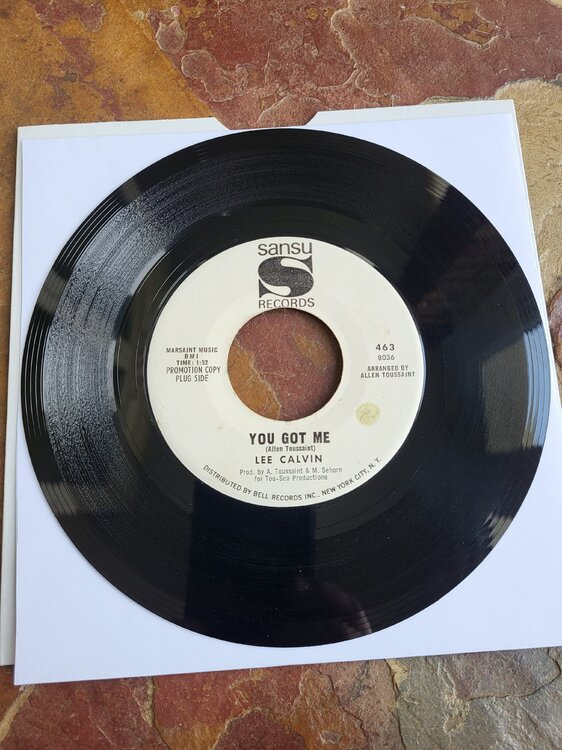 sansu
S
RECORDS
MARSAINT MUSIC
BMI
TIME: 1:52
PROMOTION COPY
PLUG SIDE
463
8036
ARRANGED BY
ALLEN TOUSSAINT
YOU GOT ME
(Allen Toussaint)
LEE CALVIN
Prod. by A. Toussaint & M. Sehorn
for Tou-Sea Productions
DISTRIBUTED BY BELL RECORDS INC., NEW YORK CITY, N.Y.